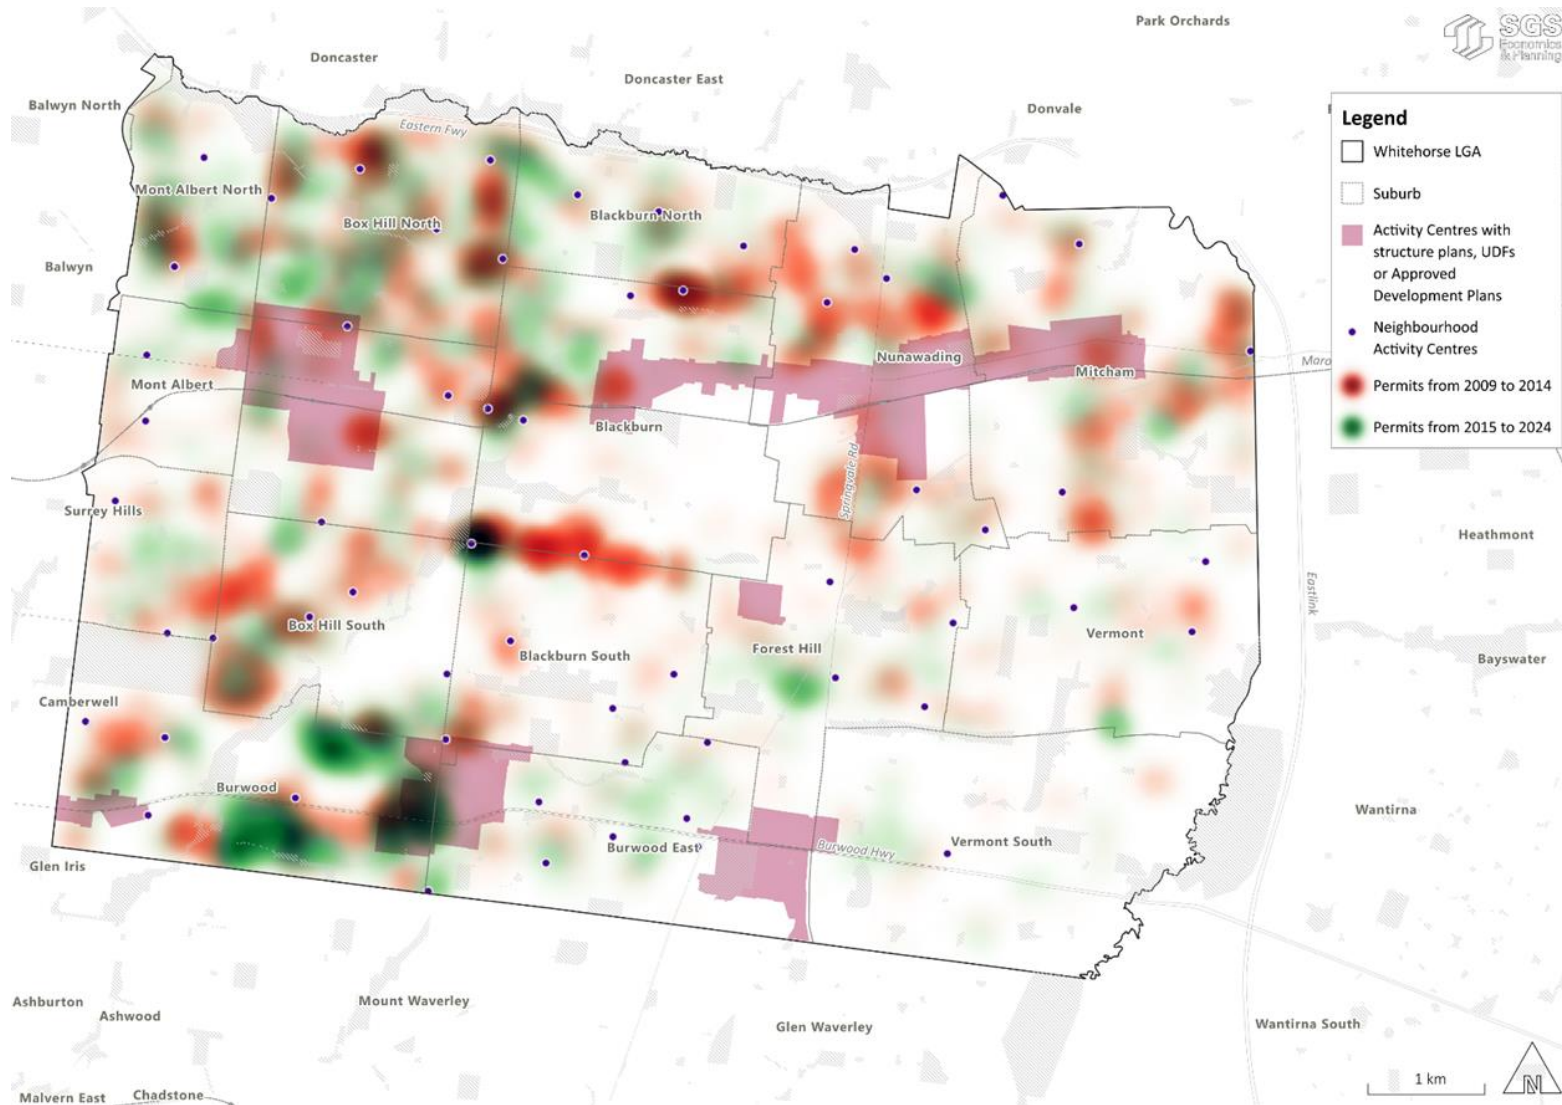 Park Orchards
SGS
Economics
& Planning
Doncaster
Doncaster East
Balwyn North
Donvale
Eastern Fwy
Legend
Whitehorse LGA
Suburb
Activity Centres with
structure plans, UDFs
or Approved
Development Plans
Neighbourhood
Activity Centres
Permits from 2009 to 2014
Permits from 2015 to 2024
Mont Albert North
Box Hill North
Blackburn North
Balwyn
Nunawading
Maro
Mitcham
Mont Albert
Blackburn
Springvale Rd
Surrey Hills
Heathmont
Eastlink
Box Hill South
Blackburn South
Forest Hill
Vermont
Bayswater
Camberwell
Burwood
Wantirna
Burwood East
Burwood Hwy
Vermont South
Glen Iris
Ashburton
Ashwood
Mount Waverley
Glen Waverley
Wantirna South
1 km
N
Malvern East
Chadstone